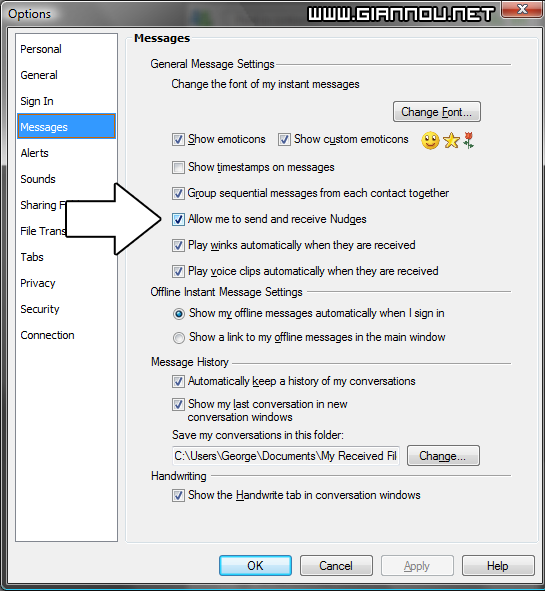 WWW.GIANNOU.NET
Options
Personal
General
Sign In
Messages
Alerts
Sounds
Sharing F
File Trans
Tabs
Privacy
Security
Connection
Messages
General Message Settings
Change the font of my instant messages
Change Font...
Show emoticons
Show custom emoticons
Show timestamps on messages
Group sequential messages from each contact together
Allow me to send and receive Nudges
Play winks automatically when they are received
Play voice clips automatically when they are received
Offline Instant Message Settings
Show my offline messages automatically when I sign in
Show a link to my offline messages in the main window
Message History
Automatically keep a history of my conversations
Show my last conversation in new
conversation windows
Save my conversations in this folder:
C:\Users\George\Documents\My Received Fil
Change...
Handwriting
Show the Handwrite tab in conversation windows
OK
Cancel
Apply
Help